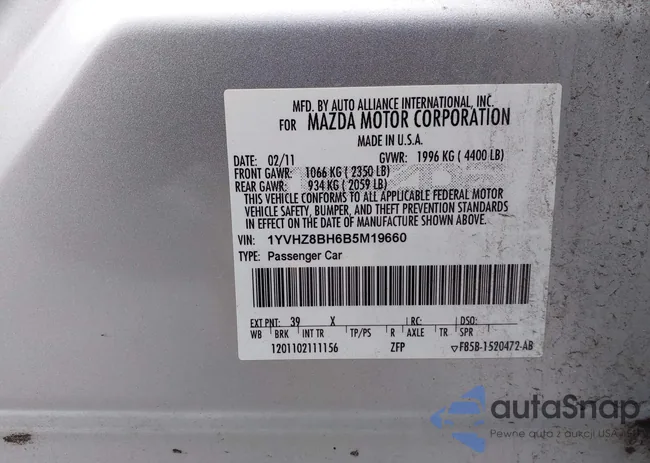 MFD. BY AUTO ALLIANCE INTERNATIONAL, INC.
FOR MAZDA MOTOR CORPORATION
MADE IN U.S.A.
DATE: 02/11 GVWR: 1996 KG (4400 LB)
FRONT GAWR: 1066 KG (2350 LB)
REAR GAWR: 934 KG (2059 LB)
THIS VEHICLE CONFORMS TO ALL APPLICABLE FEDERAL MOTOR
VEHICLE SAFETY, BUMPER, AND THEFT PREVENTION STANDARDS
IN EFFECT ON THE DATE OF MANUFACTURE SHOWN ABOVE.
VIN: 1YVHZ8BH6B5M19660
TYPE: Passenger Car
EXT PNT: 39 X RC: DSO:
WB BRK INT TR TP/PS R AXLE TR SPR
1201102111156 ZFP ▽F85B-1520472-AB
autaSnap
Pewne auta z aukcji USA